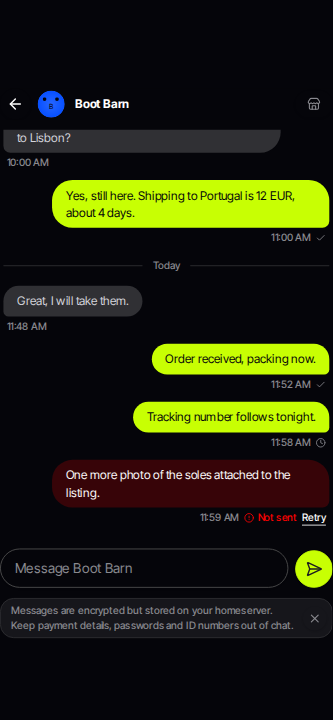 Boot Barn
to Lisbon?
10:00 AM
Yes, still here. Shipping to Portugal is 12 EUR,
about 4 days.
11:00 AM
Today
Great, I will take them.
11:48 AM
Order received, packing now.
11:52 AM
Tracking number follows tonight.
11:58 AM
One more photo of the soles attached to the
listing.
11:59 AM Not sent Retry
Message Boot Barn
Messages are encrypted but stored on your homeserver.
Keep payment details, passwords and ID numbers out of chat.